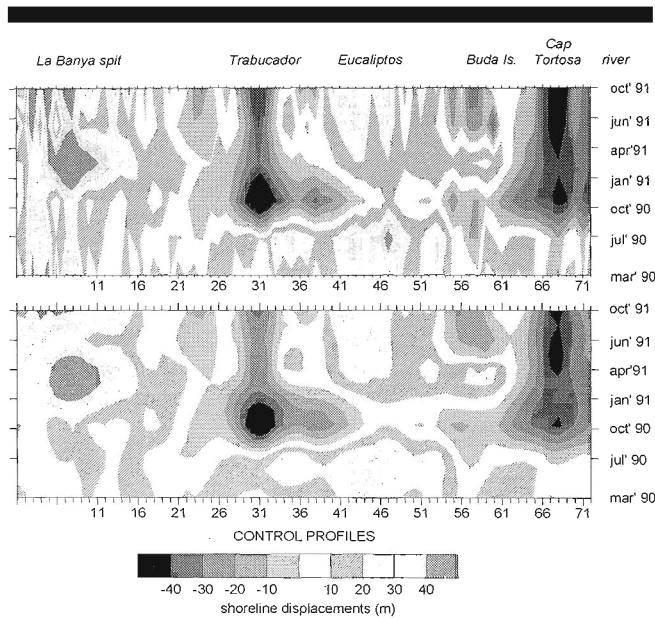 La Banya spit Trabucador Eucaliptos Buda Is. Cap Tortosa river
oct' 91
jun' 91
apr'91
jan' 91
oct' 90
jul' 90
mar' 90
11 16 21 26 31 36 41 46 51 56 61 66 71
oct' 91
jun' 91
apr'91
jan' 91
oct' 90
jul' 90
mar' 90
11 16 21 26 31 36 41 46 51 56 61 66 71
CONTROL PROFILES
-40 -30 -20 -10 10 20 30 40
shoreline displacements (m)